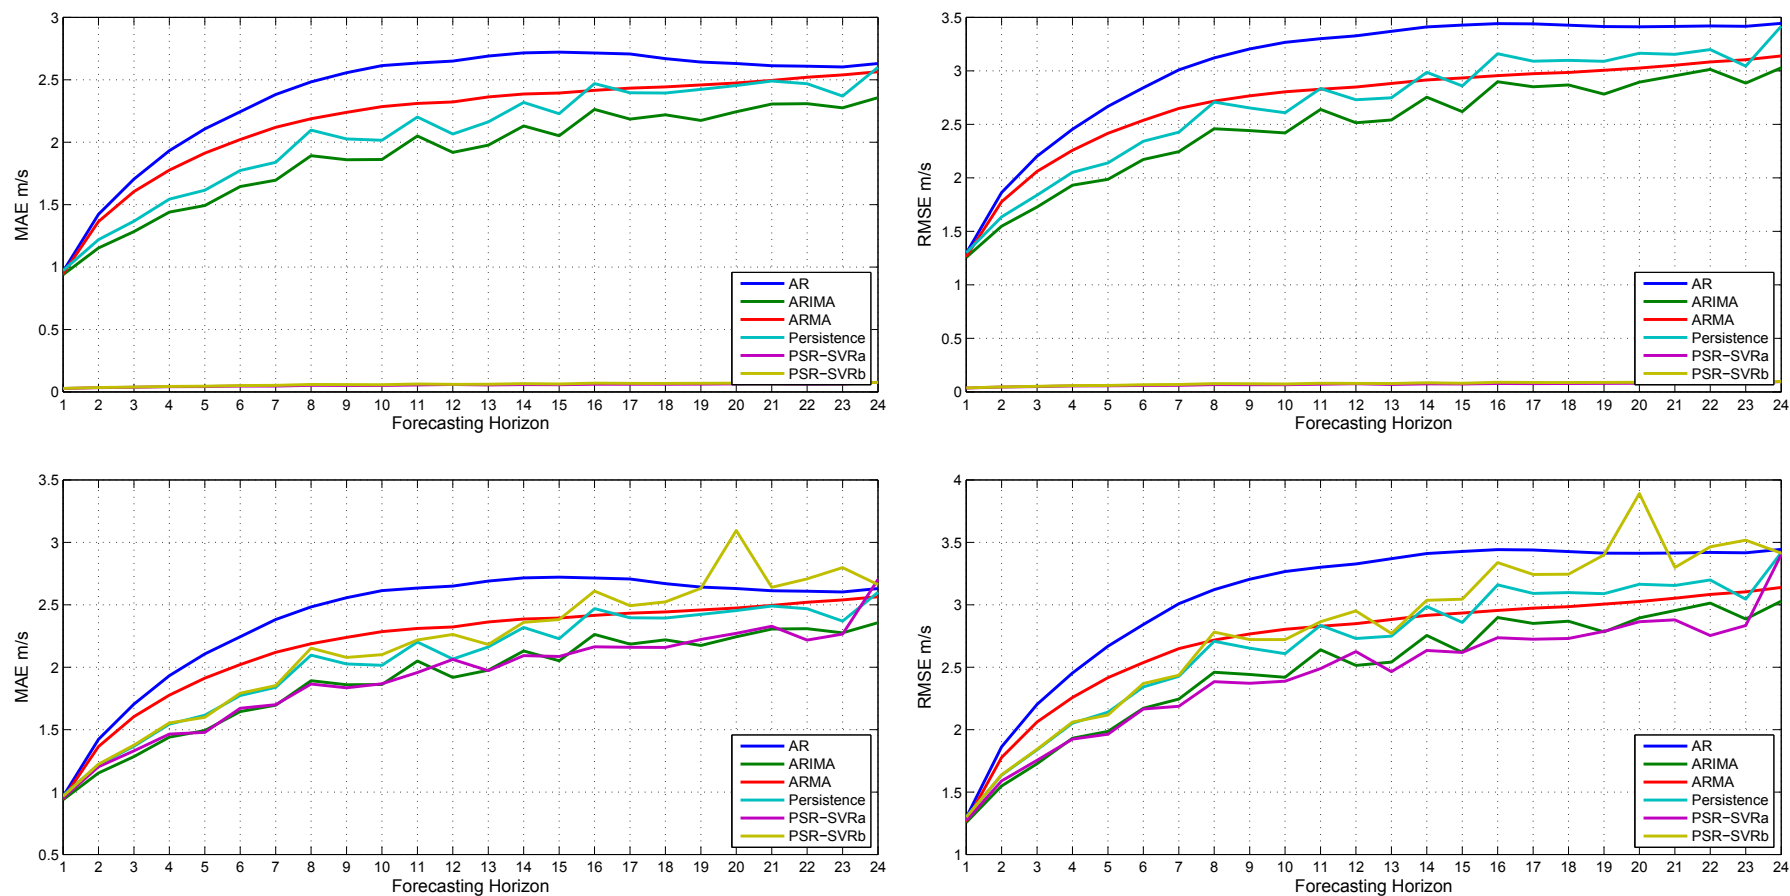 3
2.5
2
1.5
1
0.5
0
MAE m/s
1 2 3 4 5 6 7 8 9 10 11 12 13 14 15 16 17 18 19 20 21 22 23 24
Forecasting Horizon
AR
ARIMA
ARMA
Persistence
PSR−SVRa
PSR−SVRb
3.5
3
2.5
2
1.5
1
0.5
0
RMSE m/s
1 2 3 4 5 6 7 8 9 10 11 12 13 14 15 16 17 18 19 20 21 22 23 24
Forecasting Horizon
AR
ARIMA
ARMA
Persistence
PSR−SVRa
PSR−SVRb
3.5
3
2.5
2
1.5
1
0.5
MAE m/s
1 2 3 4 5 6 7 8 9 10 11 12 13 14 15 16 17 18 19 20 21 22 23 24
Forecasting Horizon
AR
ARIMA
ARMA
Persistence
PSR−SVRa
PSR−SVRb
4
3.5
3
2.5
2
1.5
1
RMSE m/s
1 2 3 4 5 6 7 8 9 10 11 12 13 14 15 16 17 18 19 20 21 22 23 24
Forecasting Horizon
AR
ARIMA
ARMA
Persistence
PSR−SVRa
PSR−SVRb